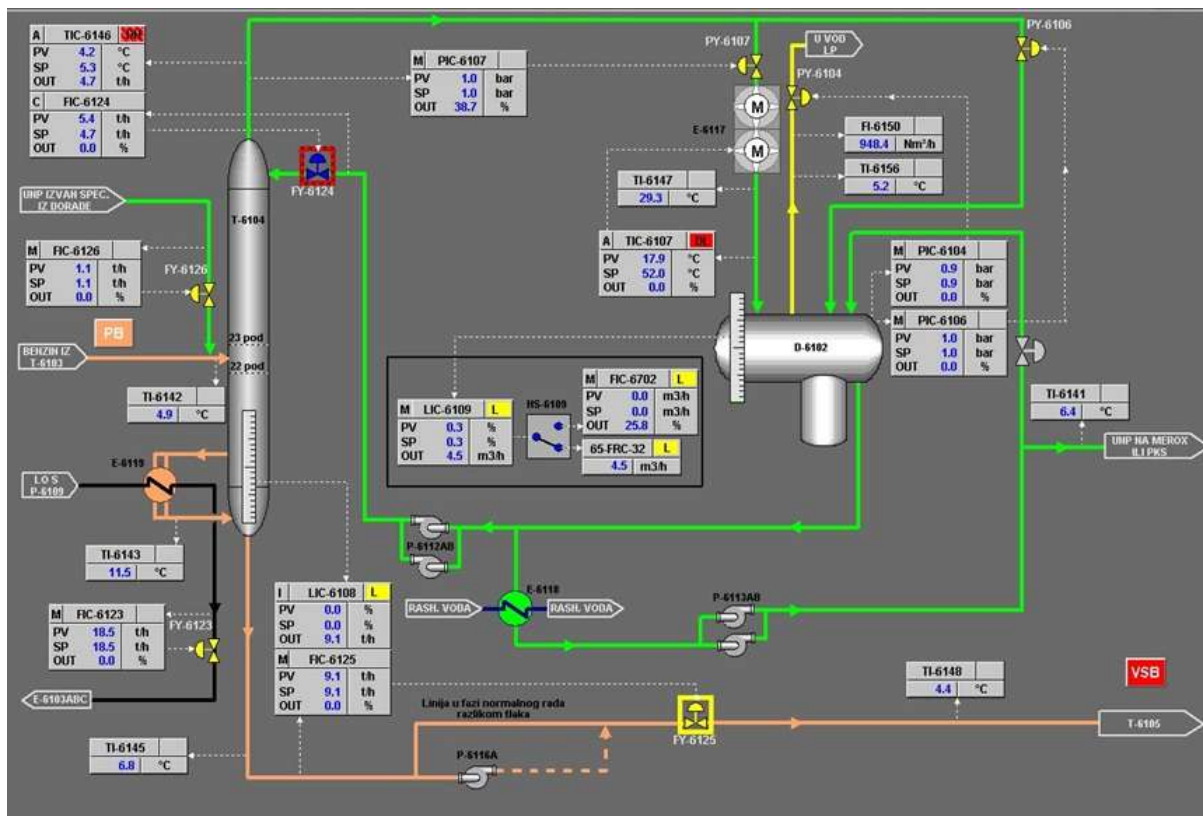 A TIC-6146
PV 4.2 °C
SP 5.3 °C
OUT 4.7 t/h
C FIC-6124
PV 5.4 t/h
SP 4.7 t/h
OUT 0.0 %
M PIC-6107
PV 1.0 bar
SP 1.0 bar
OUT 38.7 %
PY-6107
U VOD
LP
PY-6104
PY-6106
M
M
E-6117
FI-6150
948.4 Nm³/h
TI-6156
5.2 °C
TI-6147
29.3 °C
FY-6124
T-6104
UNP IZVAN SPEC.
IZ DORADE
M FIC-6126
PV 1.1 t/h
SP 1.1 t/h
OUT 0.0 %
FY-6126
A TIC-6107 DL
PV 17.9 °C
SP 52.0 °C
OUT 0.0 %
M PIC-6104
PV 0.9 bar
SP 0.9 bar
OUT 0.0 %
M PIC-6106
PV 1.0 bar
SP 1.0 bar
OUT 0.0 %
PB
BENZIN IZ
T-6103
23 pod
22 pod
D-6102
TI-6142
4.9 °C
M LIC-6109 L
PV 0.3 %
SP 0.3 %
OUT 4.5 m3/h
HS-6109
M FIC-6702 L
PV 0.0 m3/h
SP 0.0 m3/h
OUT 25.8 %
65-FRC-32 L
4.5 m3/h
TI-6141
6.4 °C
UNP NA MEROX
ILI PKS
E-6119
LO S
P-6109
TI-6143
11.5 °C
P-6112AB
E-6118
RASH. VODA
RASH. VODA
P-6113AB
I LIC-6108 L
PV 0.0 %
SP 0.0 %
OUT 9.1 t/h
M FIC-6125
PV 9.1 t/h
SP 9.1 t/h
OUT 0.0 %
M FIC-6123
PV 18.5 t/h
SP 18.5 t/h
OUT 0.0 %
FY-6123
E-6103ABC
TI-6145
6.8 °C
Linija u fazi normalnog rada
razlikom tlaka
P-6116A
FY-6125
TI-6148
4.4 °C
VSB
T-6105